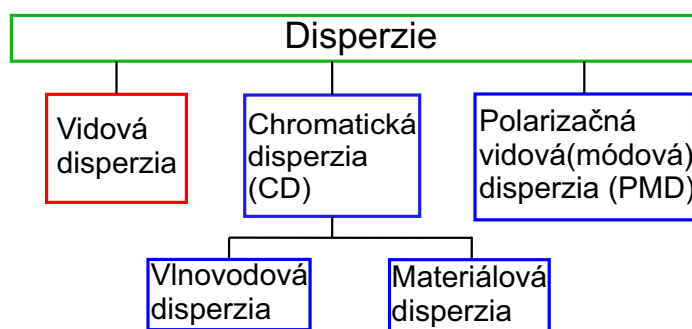 Disperzie
Vidová
disperzia
Chromatická
disperzia
(CD)
Polarizačná
vidová(módová)
disperzia (PMD)
Vlnovodová
disperzia
Materiálová
disperzia